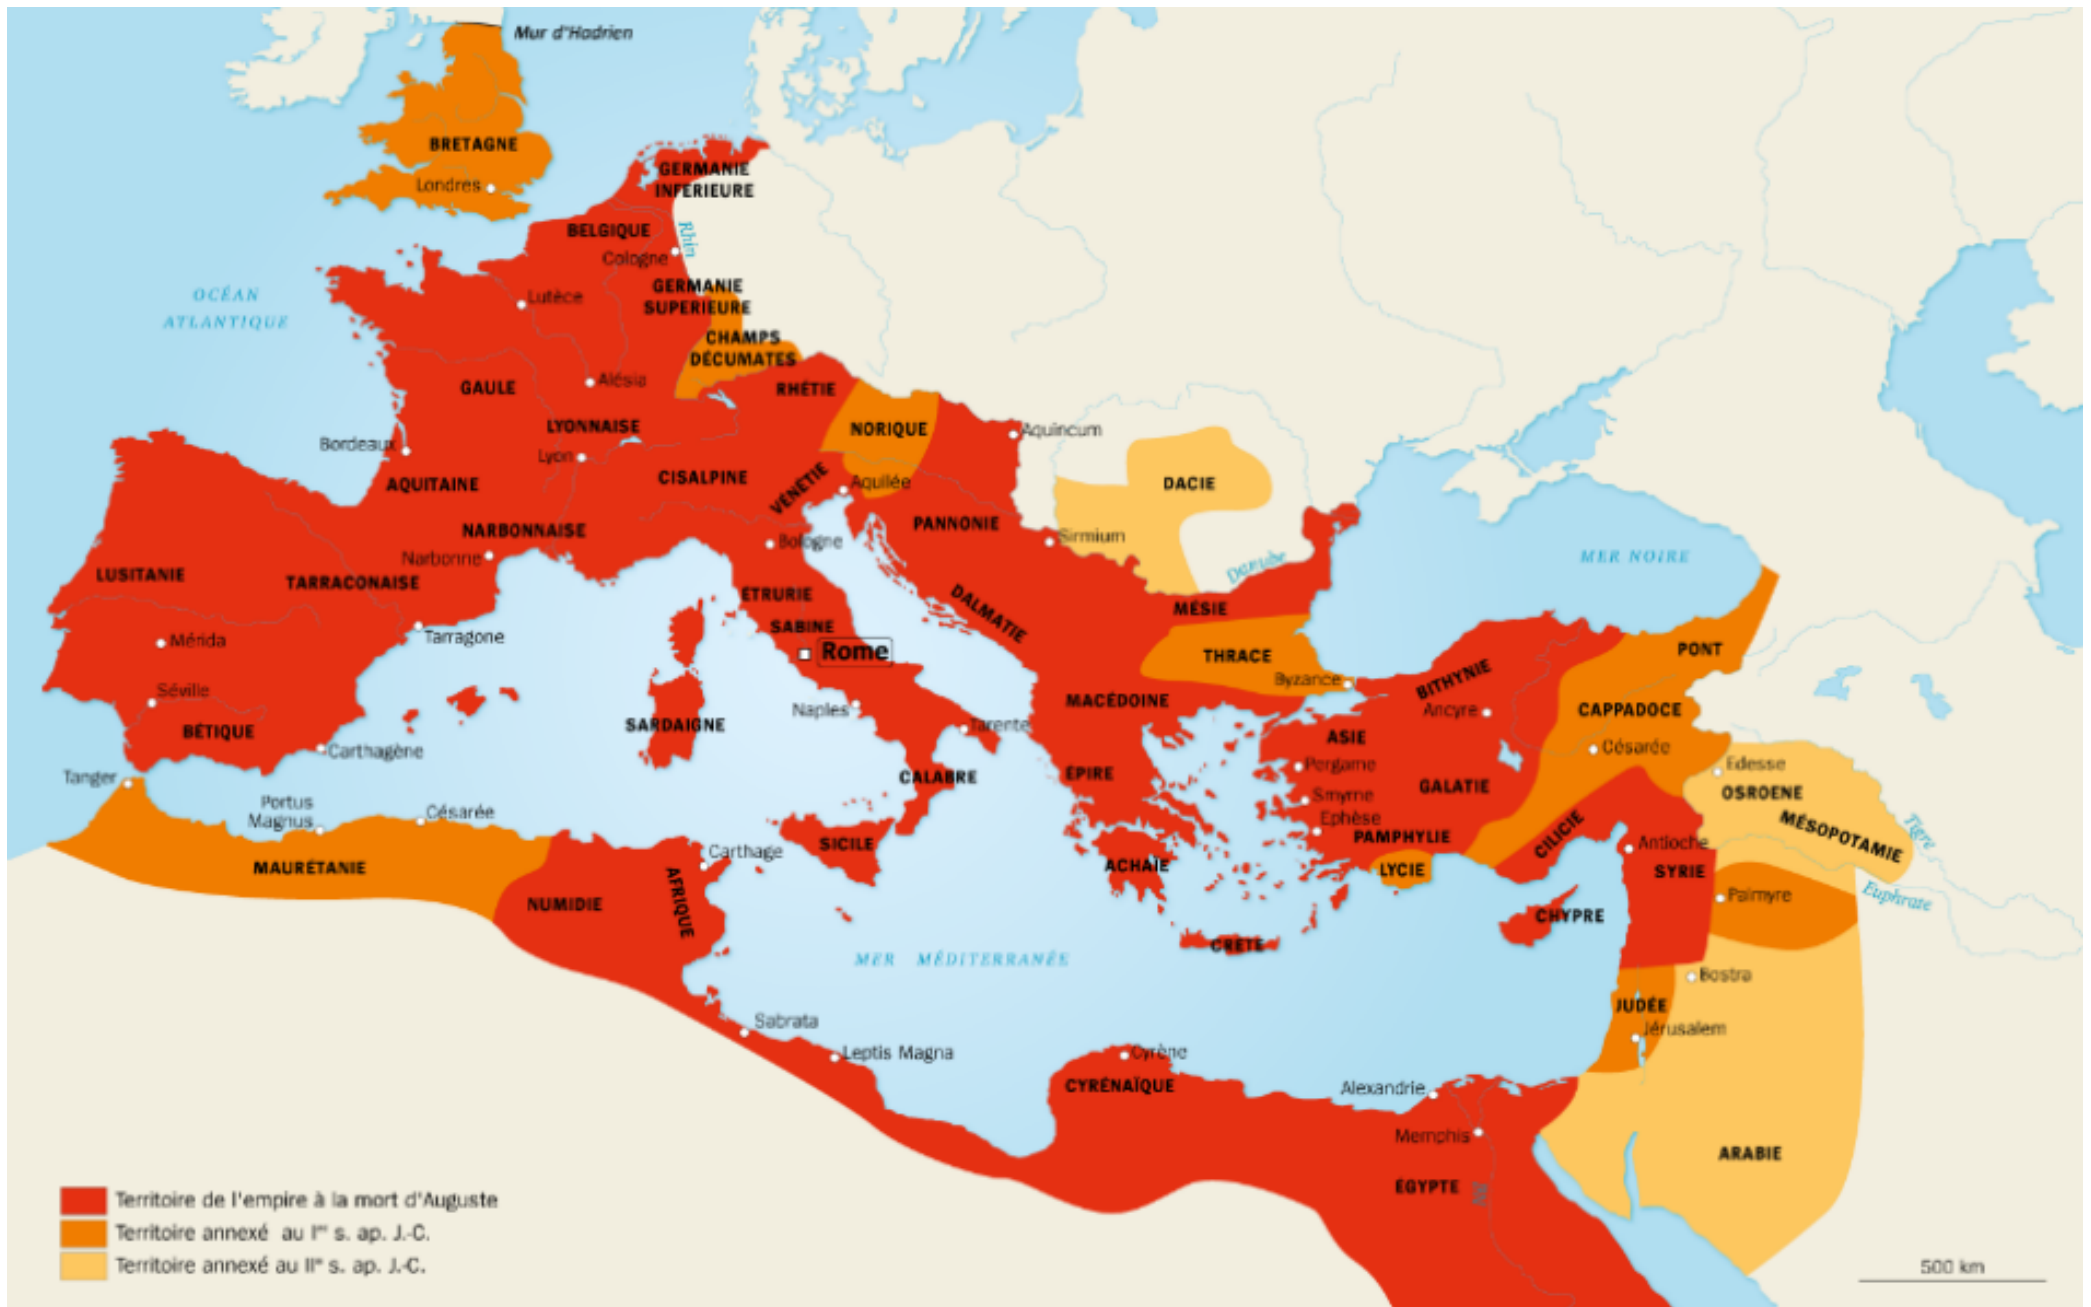 Mur d'Hadrien
BRETAGNE
Londres
GERMANIE
INFERIEURE
BELGIQUE
Rhin
Cologne
GERMANIE
SUPERIEURE
OCÉAN
ATLANTIQUE
Lutèce
CHAMPS
DÉCUMATES
Alésia
GAULE
RHÉTIE
LYONNAISE
NORIQUE
Aquincum
Bordeaux
Lyon
CISALPINE
VÉNÉTIE
Aquilée
DACIE
AQUITAINE
PANNONIE
NARBONNAISE
Sirmium
Bologne
Narbonne
MER NOIRE
Danube
LUSITANIE
TARRACONAISE
ETRURIE
DALMATIE
MÉSIE
SABINE
Mérida
Tarragone
Rome
THRACE
PONT
Byzance
BITHYNIE
Séville
MACÉDOINE
CAPPADOCE
Naples
Ancyre
SARDAIGNE
Tarente
BÉTIQUE
ASIE
Carthagène
Césarée
Pergame
Edesse
Tanger
CALABRE
ÉPIRE
GALATIE
OSROENE
Smyrne
Portus
Magnus
Césarée
Ephèse
MÉSOPOTAMIE
Tigre
PAMPHYLIE
CILICIE
SICILE
Antioche
Carthage
MAURÉTANIE
ACHAÏE
LYCIE
SYRIE
AFRIQUE
Palmyre
Euphrate
NUMIDIE
CHYPRE
CRÈTE
MER MÉDITERRANÉE
Bostra
JUDÉE
Sabrata
Jérusalem
Leptis Magna
Cyrène
CYRÉNAÏQUE
Alexandrie
Memphis
ARABIE
ÉGYPTE
Nil
Territoire de l'empire à la mort d'Auguste
Territoire annexé au Iᵉʳ s. ap. J.-C.
Territoire annexé au IIᵉ s. ap. J.-C.
500 km